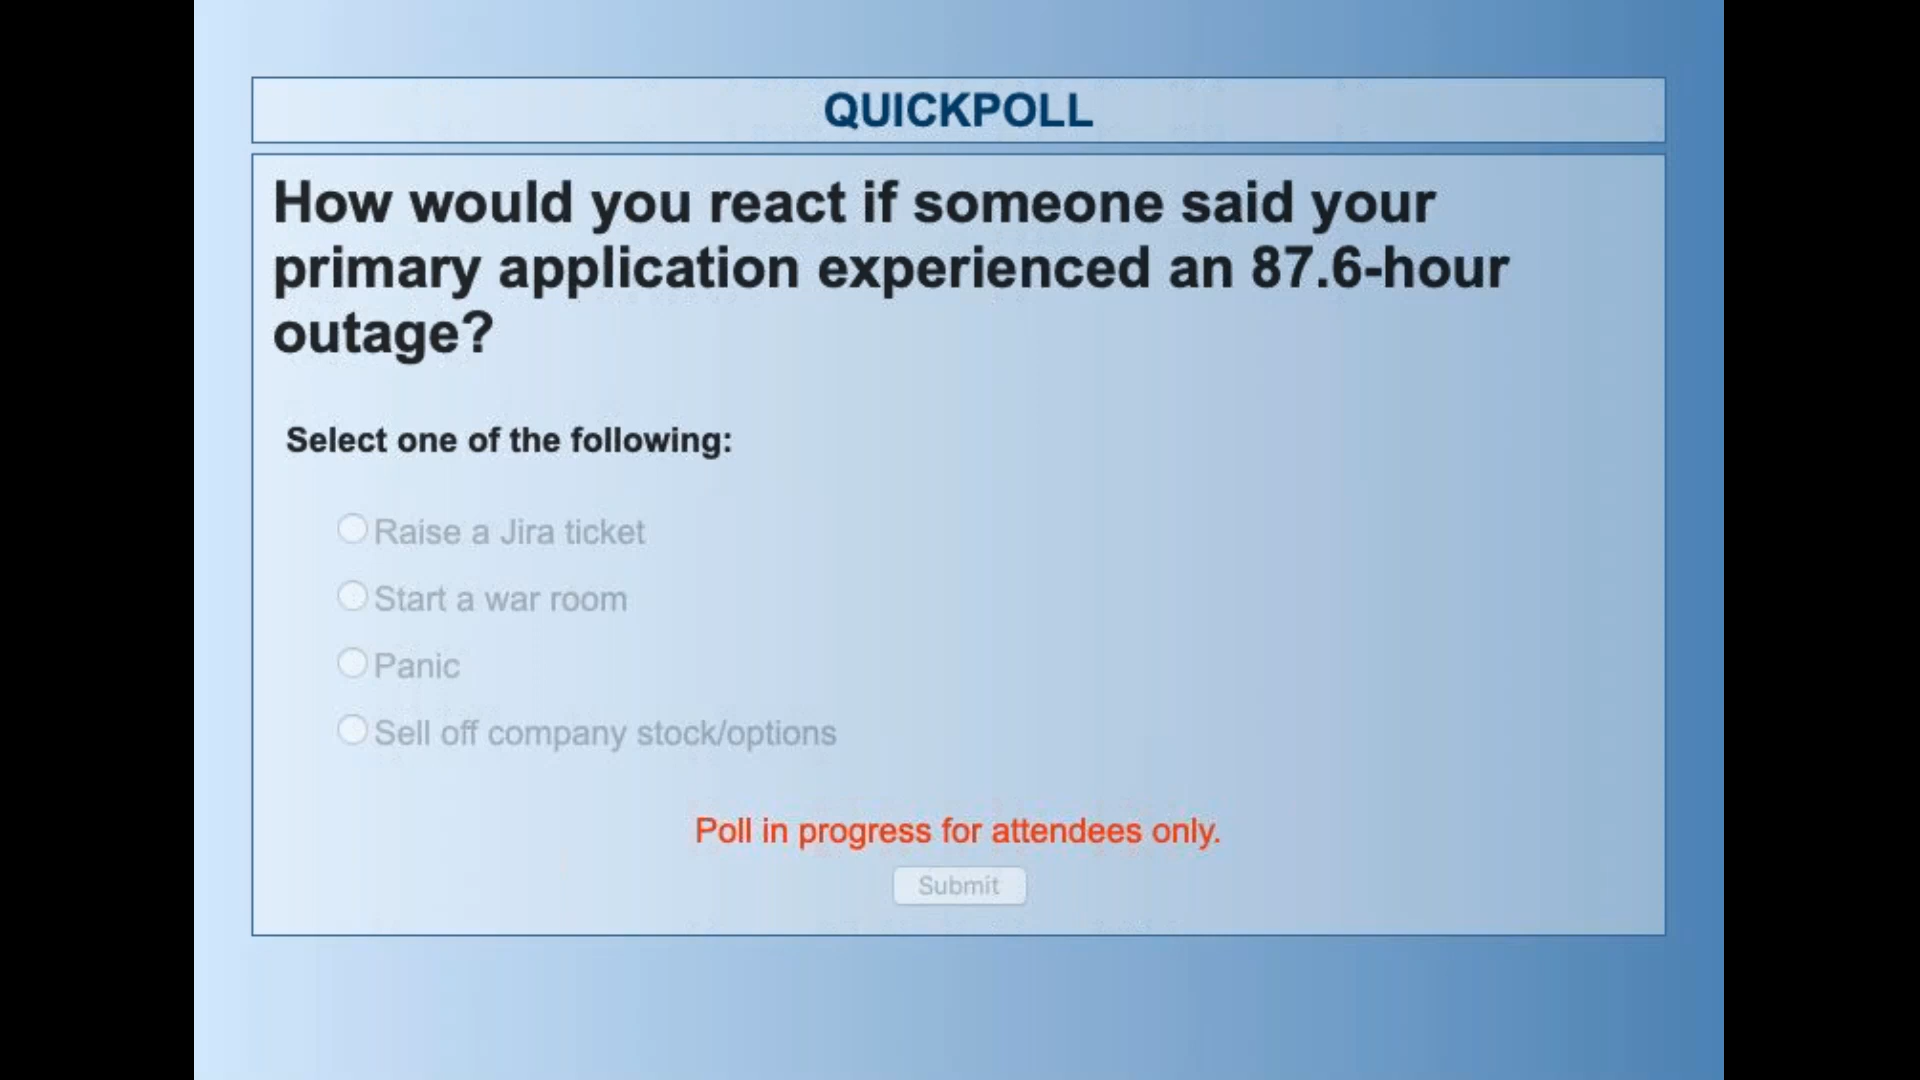 QUICKPOLL
How would you react if someone said your
primary application experienced an 87.6-hour
outage?
Select one of the following:
Raise a Jira ticket
Start a war room
Panic
Sell off company stock/options
Poll in progress for attendees only.
Submit